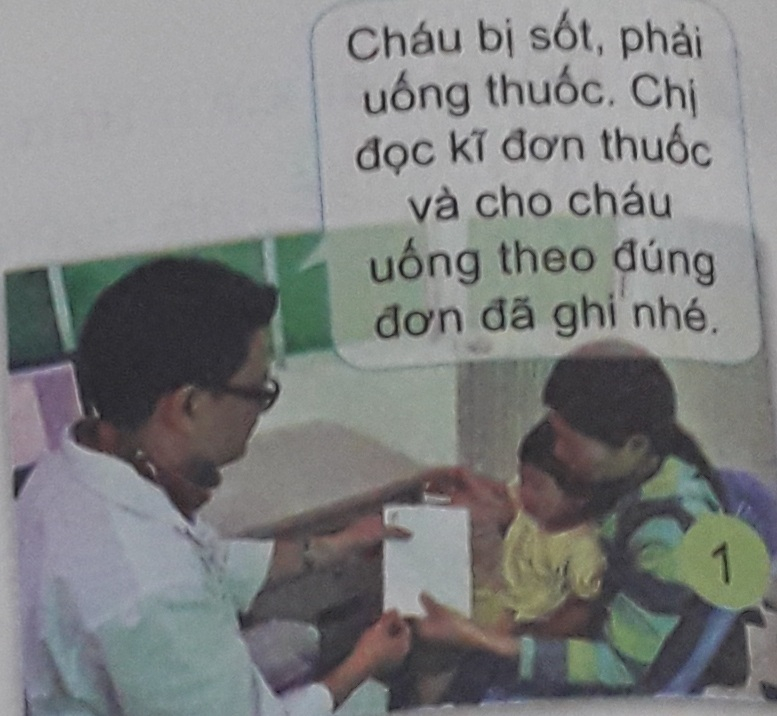 Cháu bị sốt, phải
uống thuốc. Chị
đọc kĩ đơn thuốc
và cho cháu
uống theo đúng
đơn đã ghi nhé.
1